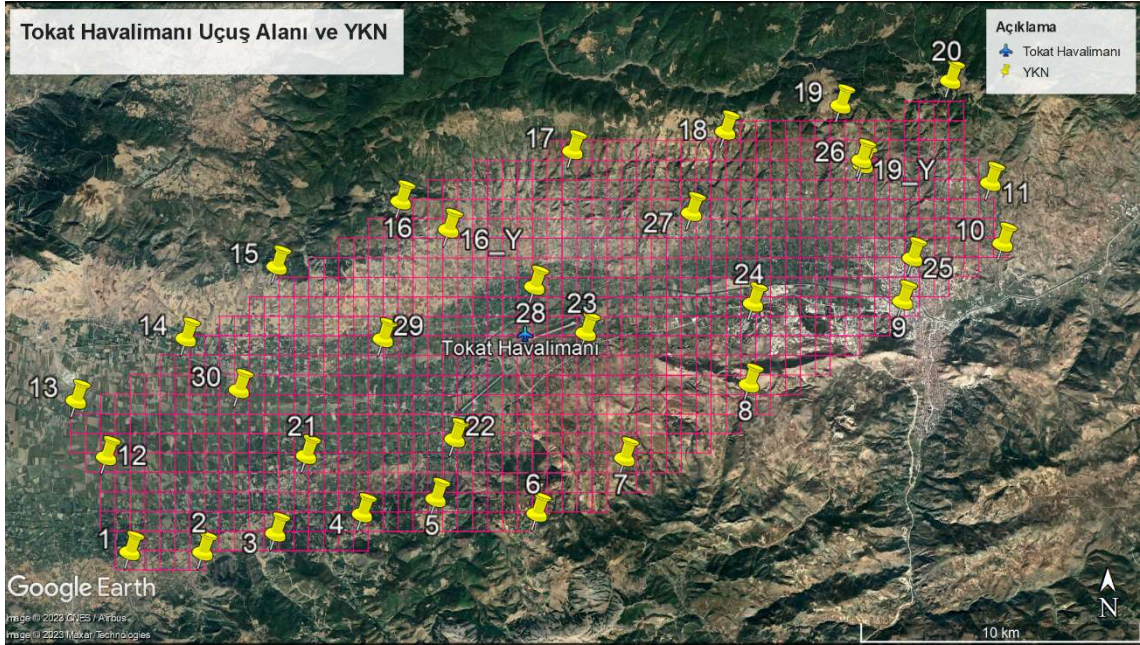 Tokat Havalimanı Uçuş Alanı ve YKN
Açıklama
Tokat Havalimanı
YKN
20
19
18
17
26
19_Y
11
16
16_Y
27
10
15
25
24
28
23
9
14
29
Tokat Havalimanı
30
13
8
21
22
12
7
6
5
4
3
2
1
Google Earth
Image © 2023 CNES / Airbus
Image © 2023 Maxar Technologies
N
10 km